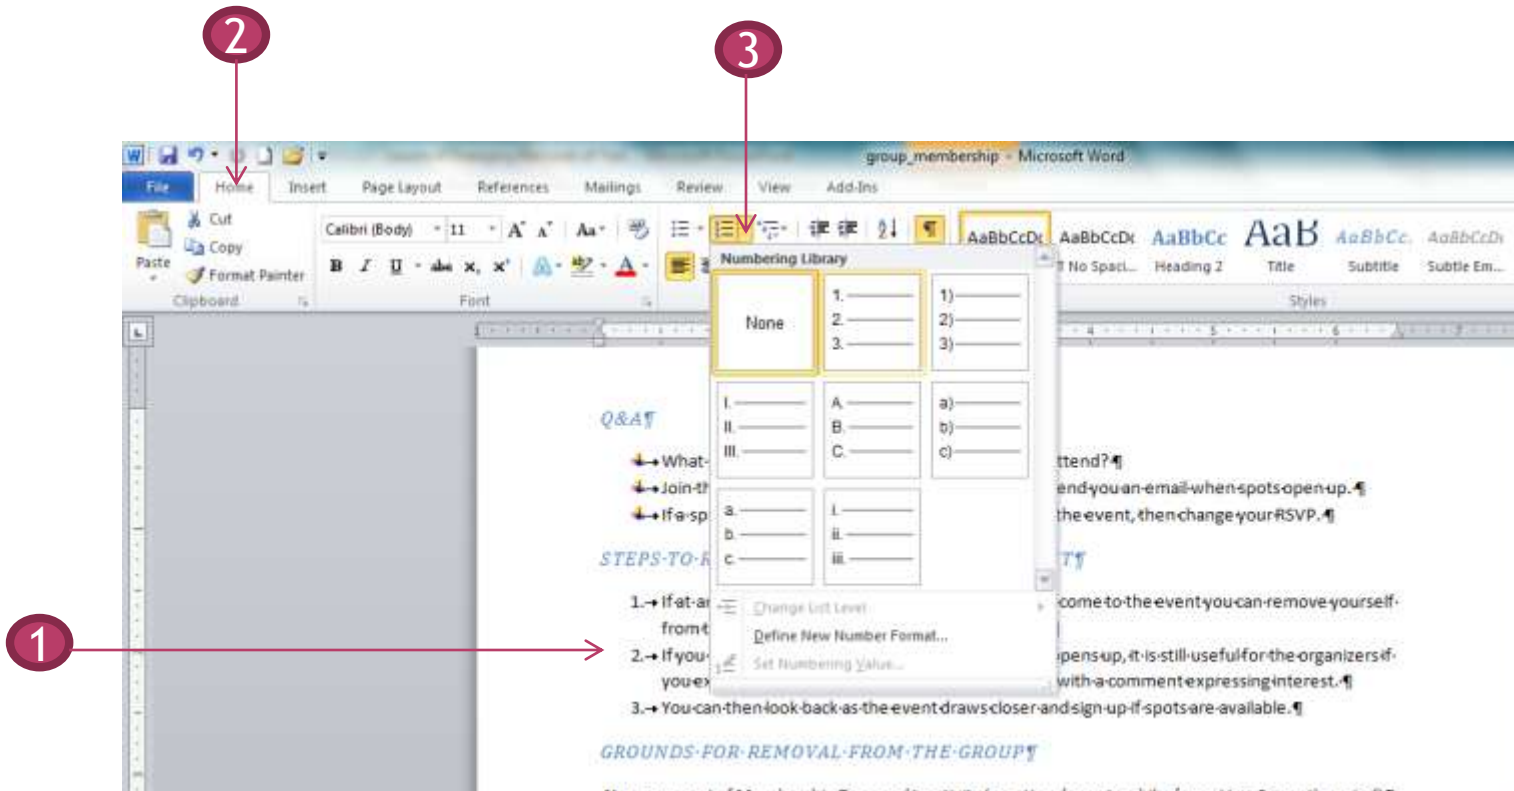 2
3
group_membership - Microsoft Word
File Home Insert Page Layout References Mailings Review View Add-Ins
Paste
Cut
Copy
Format Painter
Clipboard
Calibri (Body) 11 A A Aa
B I U abc x, x² A
Font
AaBbCcDc AaBbCcDc AaBbCc AaB AaBbCc. AaBbCcDc
¶ No Spaci... Heading 2 Title Subtitle Subtle Em...
Styles
Numbering Library
None
1.
2.
3.
1)
2)
3)
I.
II.
III.
A.
B.
C.
a)
b)
c)
a.
b.
c.
i.
ii.
iii.
Change List Level
Define New Number Format...
Set Numbering Value...
Q&A¶
What ttend?¶
Join·th end·you·an·email·when·spots·open·up.·¶
If·a·sp the·event,·then·change·your·RSVP.·¶
STEPS·TO·R T¶
1. If·at·an come·to·the·event·you·can·remove·yourself·
from·t
1
2. If·you· pens·up,·it·is·still·useful·for·the·organizers·if·
you·ex with·a·comment·expressing·interest.·¶
3. You·can·then·look·back·as·the·event·draws·closer·and·sign·up·if·spots·are·available.¶
GROUNDS·FOR·REMOVAL·FROM·THE·GROUP¶